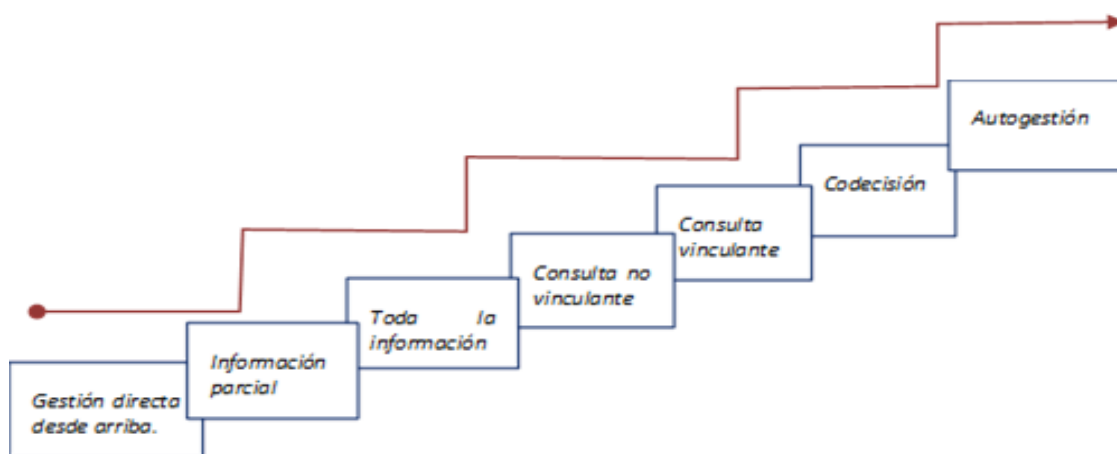 Gestión directa
desde arriba.
Información
parcial
Toda la
información
Consulta no
vinculante
Consulta
vinculante
Codecisión
Autogestión